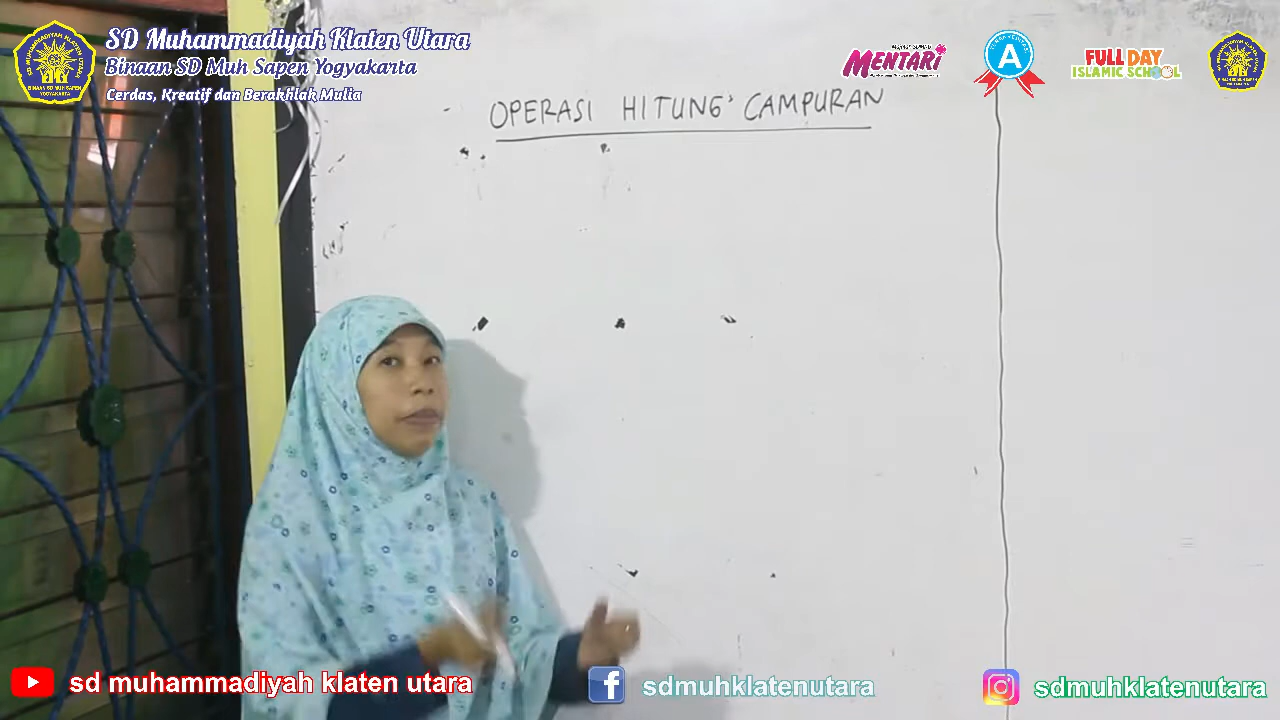 SD Muhammadiyah Klaten Utara
Binaan SD Muh Sapen Yogyakarta
Cerdas, Kreatif dan Berakhlak Mulia
MENTARI
A
FULL DAY
ISLAMIC SCHOOL
OPERASI HITUNG CAMPURAN
sd muhammadiyah klaten utara
sdmuhklatenutara
sdmuhklatenutara